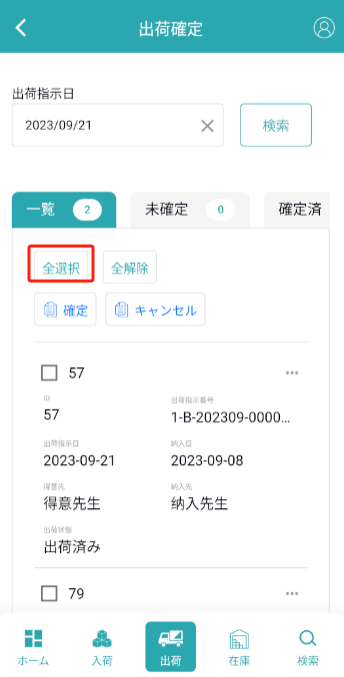 出荷確定
出荷指示日
2023/09/21
検索
一覧 2 未確定 0 確定済
全選択 全解除
確定 キャンセル
57
ID 出荷指示番号
57 1-B-202309-0000...
出荷指示日 納入日
2023-09-21 2023-09-08
得意先 納入先
得意先生 納入先生
出荷状態
出荷済み
79
ホーム 入荷 出荷 在庫 検索